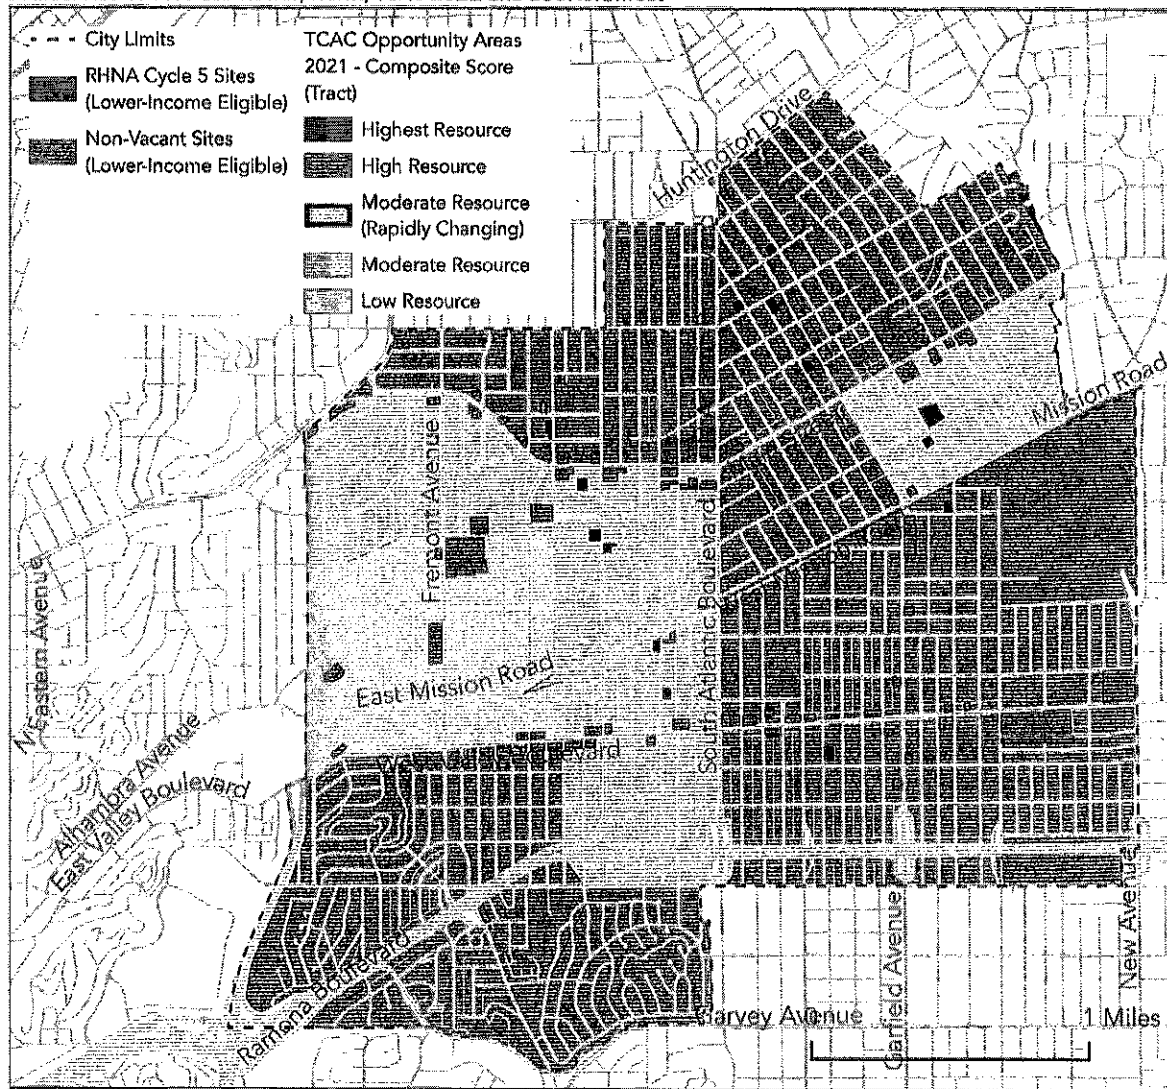 City Limits
RHNA Cycle 5 Sites
(Lower-Income Eligible)
Non-Vacant Sites
(Lower-Income Eligible)
TCAC Opportunity Areas
2021 - Composite Score
(Tract)
Highest Resource
High Resource
Moderate Resource
(Rapidly Changing)
Moderate Resource
Low Resource
Huntington Drive
Mission Road
Fremont Avenue
South Atlantic Boulevard
N Eastern Avenue
East Mission Road
Alhambra Avenue
East Valley Boulevard
Boulevard
Ramona Boulevard
Garfield Avenue
New Avenue
Garvey Avenue
1 Miles